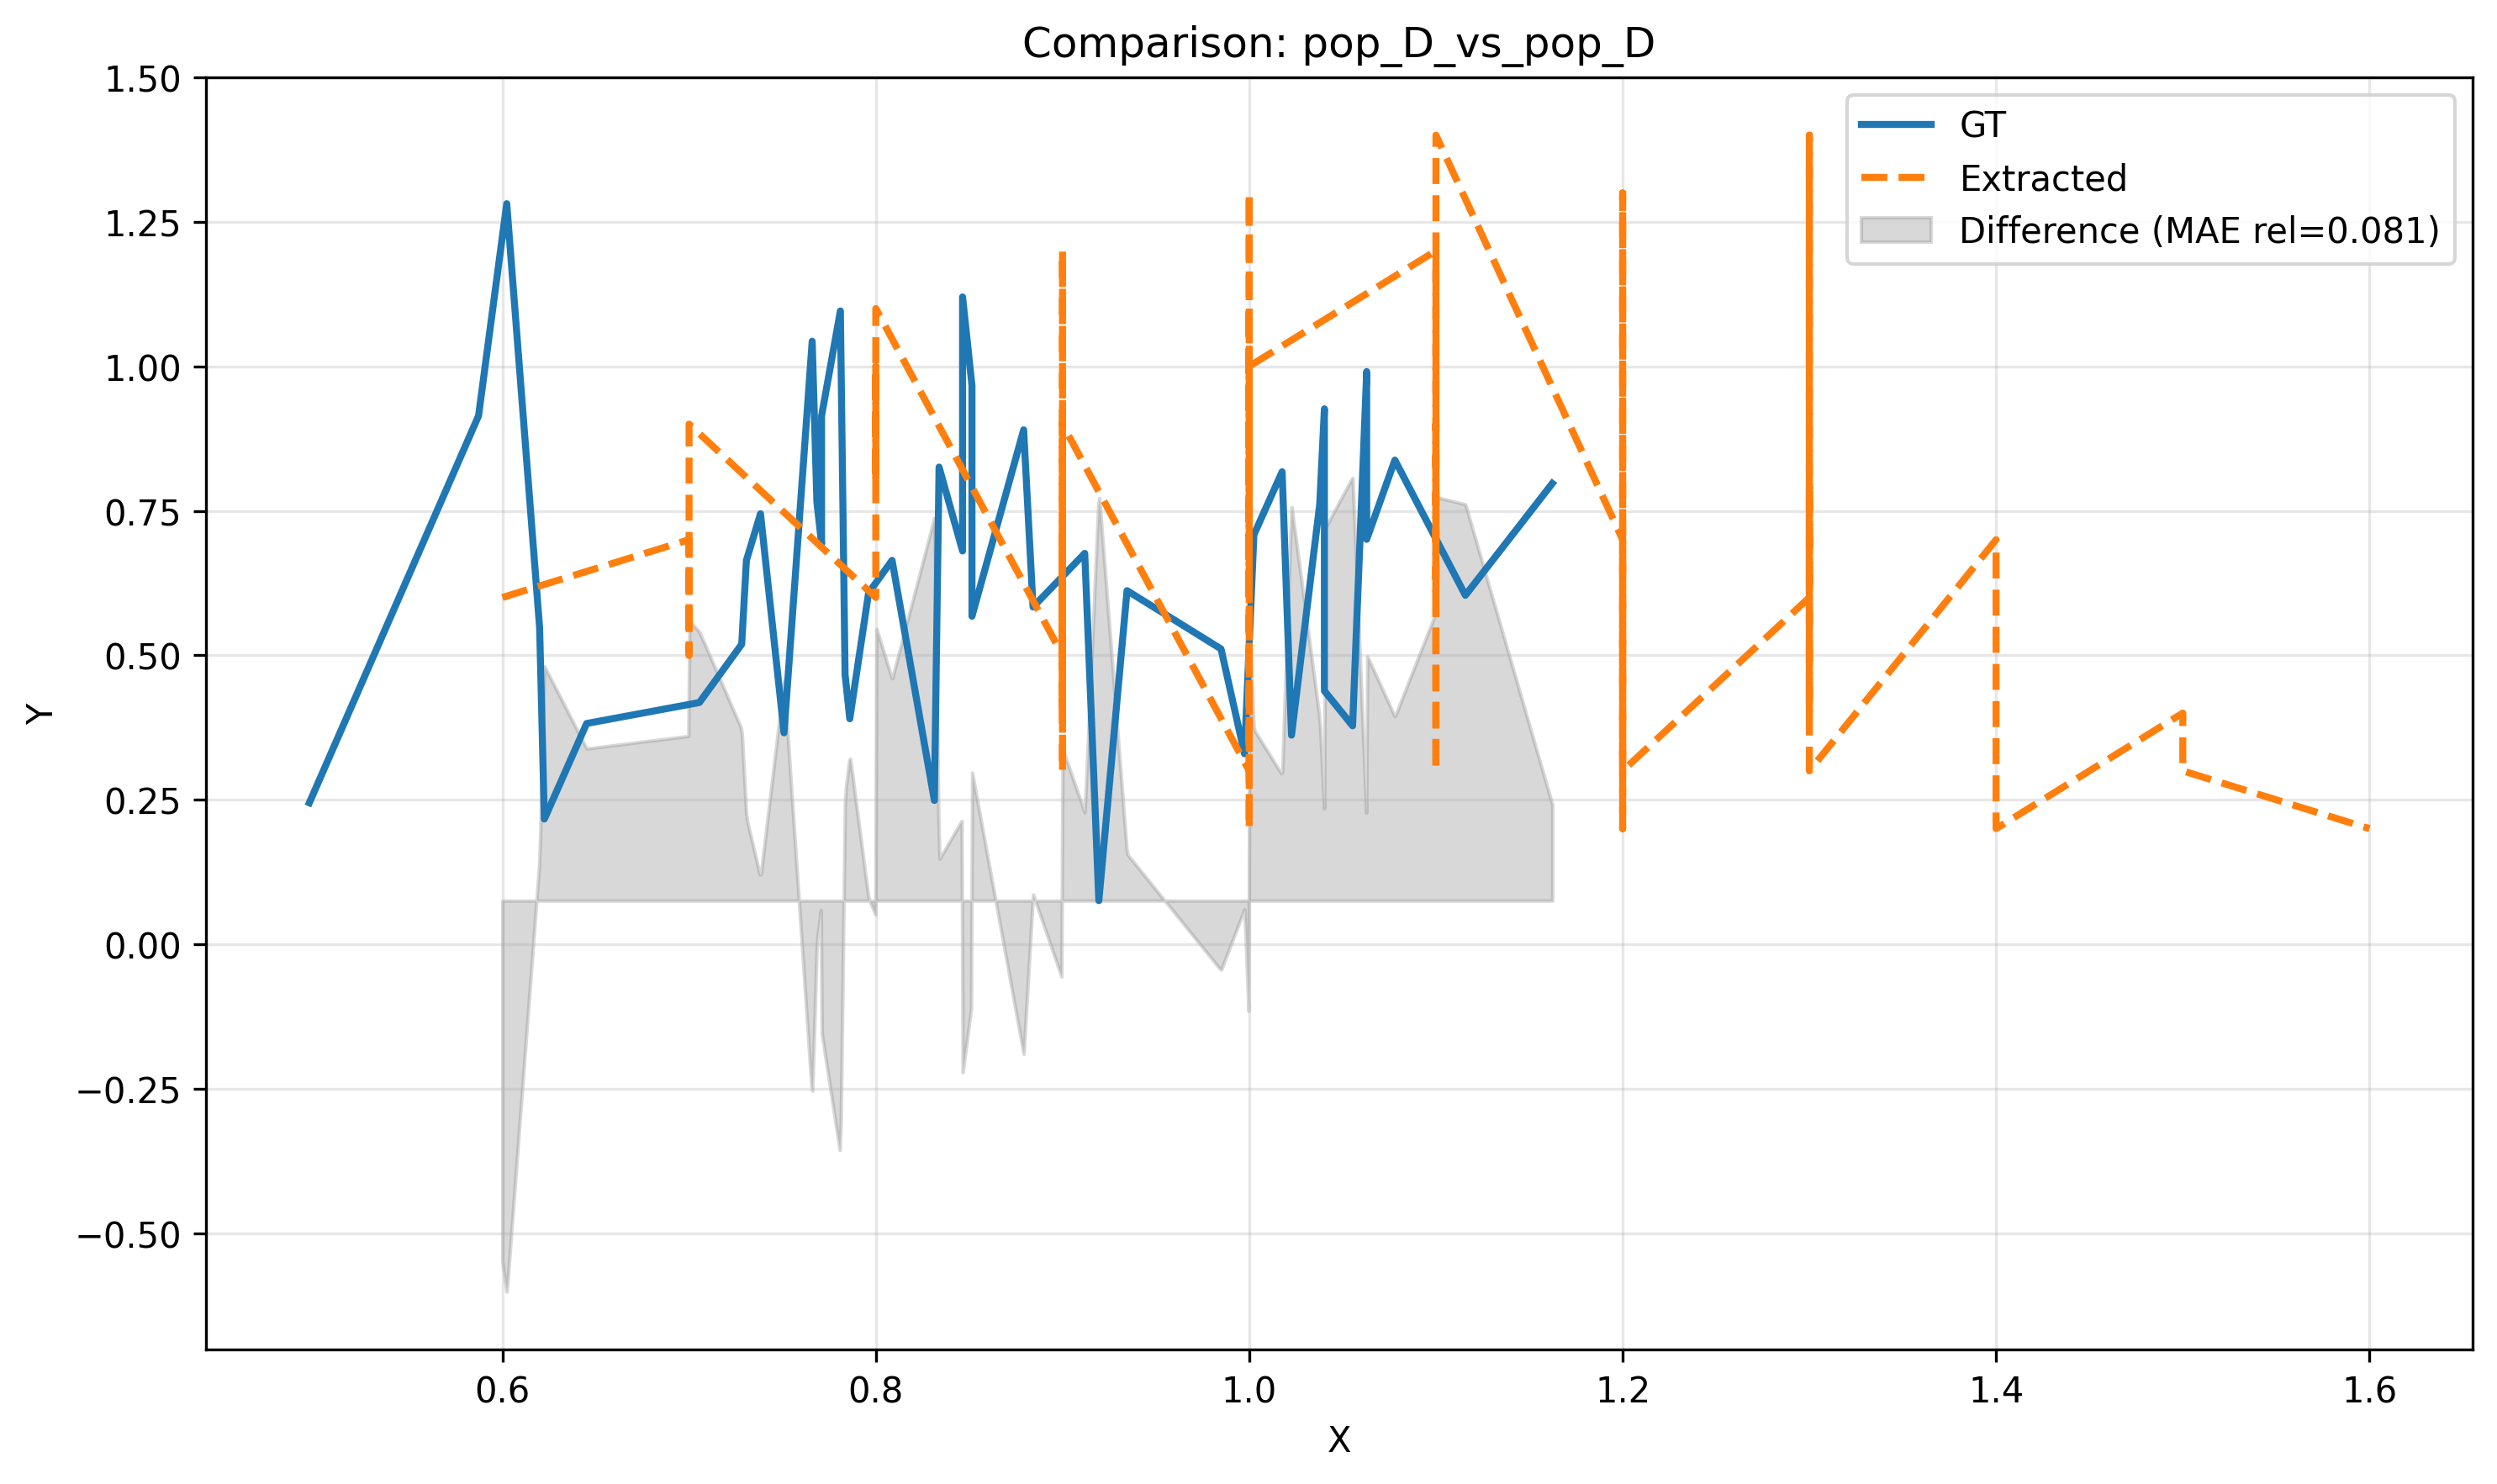 Comparison: pop_D_vs_pop_D
GT
Extracted
Difference (MAE rel=0.081)
Y
1.50
1.25
1.00
0.75
0.50
0.25
0.00
−0.25
−0.50
0.6 0.8 1.0 1.2 1.4 1.6
X